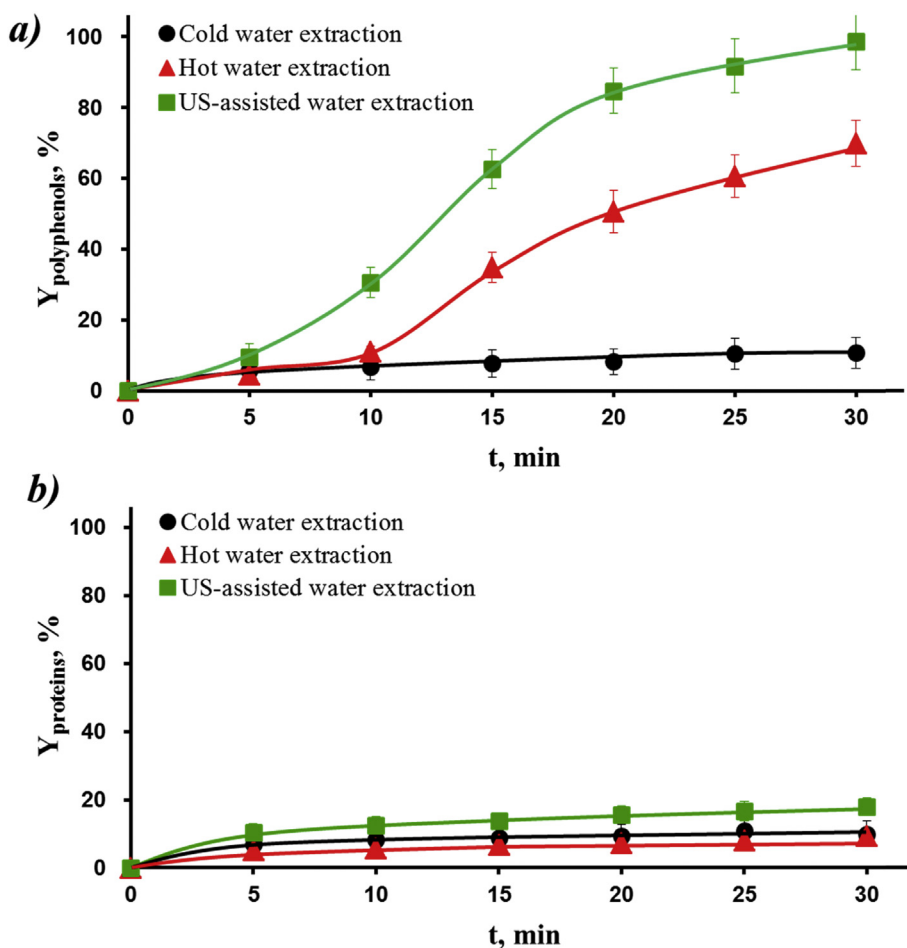 a)
Y polyphenols, %
100
80
60
40
20
0
Cold water extraction
Hot water extraction
US-assisted water extraction
0 5 10 15 20 25 30
t, min
b)
Y proteins, %
100
80
60
40
20
0
Cold water extraction
Hot water extraction
US-assisted water extraction
0 5 10 15 20 25 30
t, min